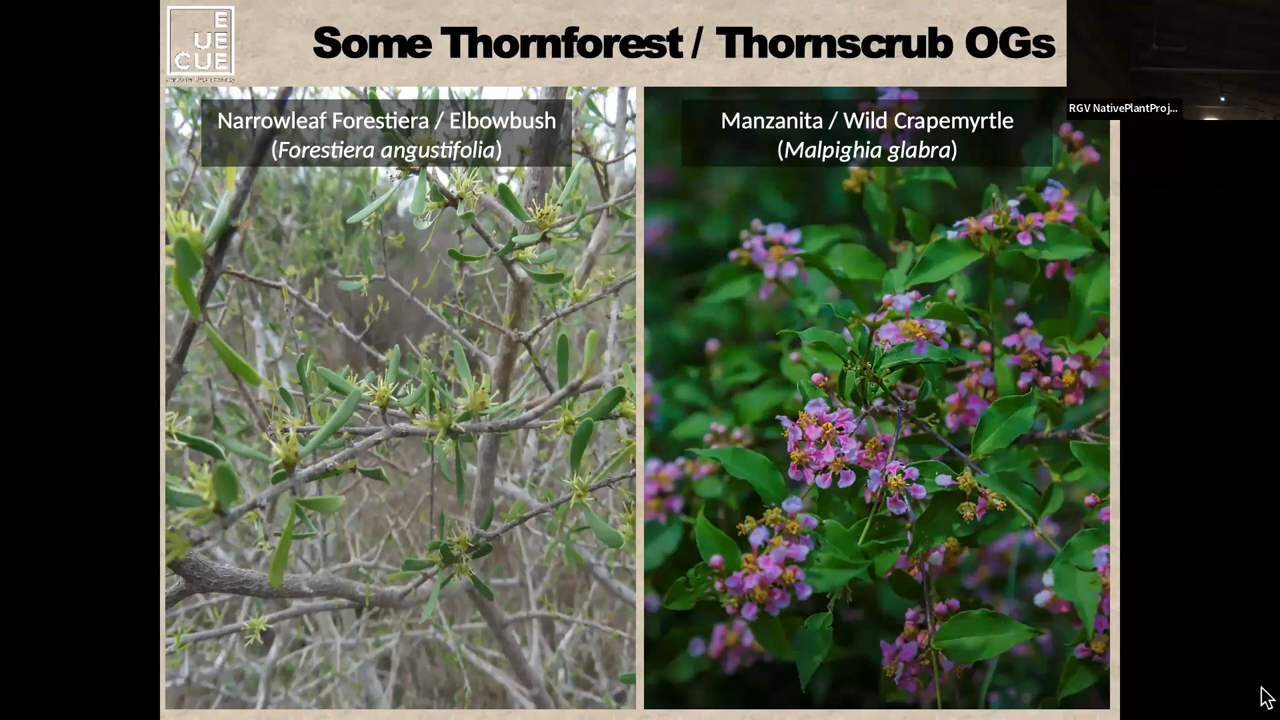 E
UE
CUE
Some Thornforest / Thornscrub OGs
RGV NativePlantProj...
Narrowleaf Forestiera / Elbowbush
(Forestiera angustifolia)
Manzanita / Wild Crapemyrtle
(Malpighia glabra)